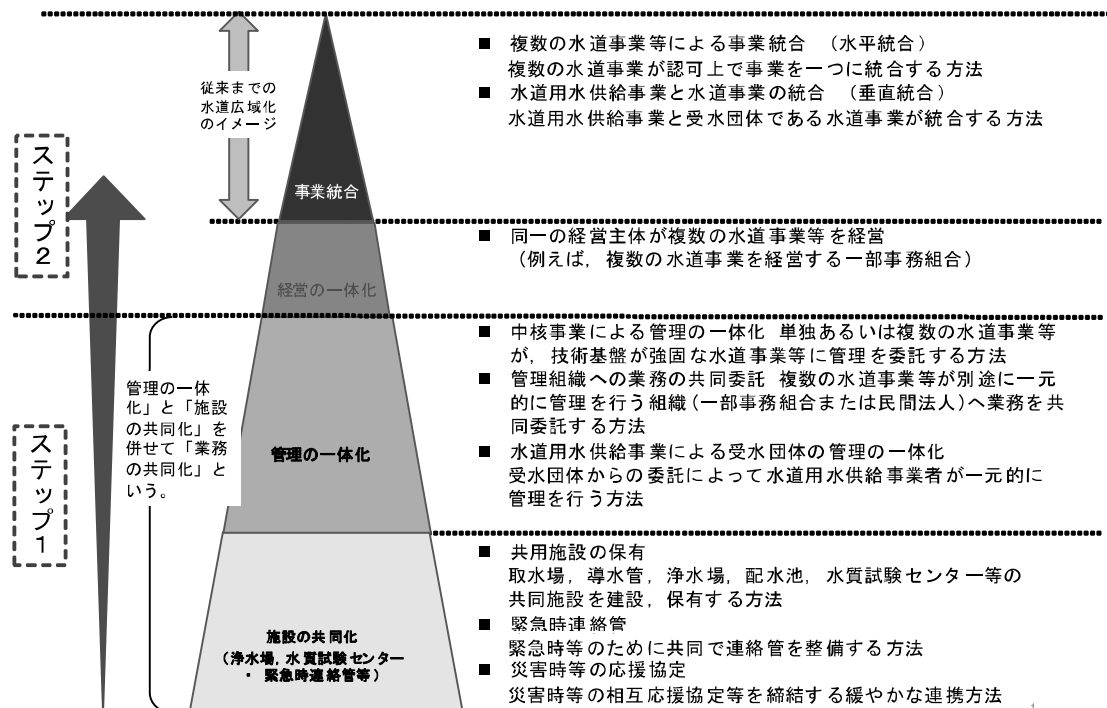 ■ 複数の水道事業等による事業統合 （水平統合）
複数の水道事業が認可上で事業を一つに統合する方法
■ 水道用水供給事業と水道事業の統合 （垂直統合）
水道用水供給事業と受水団体である水道事業が統合する方法
従来までの
水道広域化
のイメージ
事業統合
ステップ2
■ 同一の経営主体が複数の水道事業等を経営
（例えば，複数の水道事業を経営する一部事務組合）
経営の一体化
■ 中核事業による管理の一体化 単独あるいは複数の水道事業等
が，技術基盤が強固な水道事業等に管理を委託する方法
■ 管理組織への業務の共同委託 複数の水道事業等が別途に一元
的に管理を行う組織(一部事務組合または民間法人)へ業務を共
同委託する方法
■ 水道用水供給事業による受水団体の管理の一体化
受水団体からの委託によって水道用水供給事業者が一元的に
管理を行う方法
管理の一体化
管理の一体
化」と「施設
の共同化」を
併せて「業務
の共同化」と
いう。
ステップ1
■ 共用施設の保有
取水場，導水管，浄水場，配水池，水質試験センター等の
共同施設を建設，保有する方法
■ 緊急時連絡管
緊急時等のために共同で連絡管を整備する方法
■ 災害時等の応援協定
災害時等の相互応援協定等を締結する緩やかな連携方法
施設の共同化
（浄水場，水質試験センター
・ 緊急時連絡管等）
1